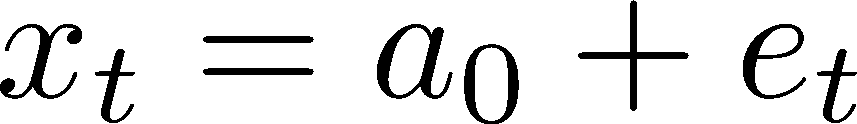 x_t = a_0 + e_t